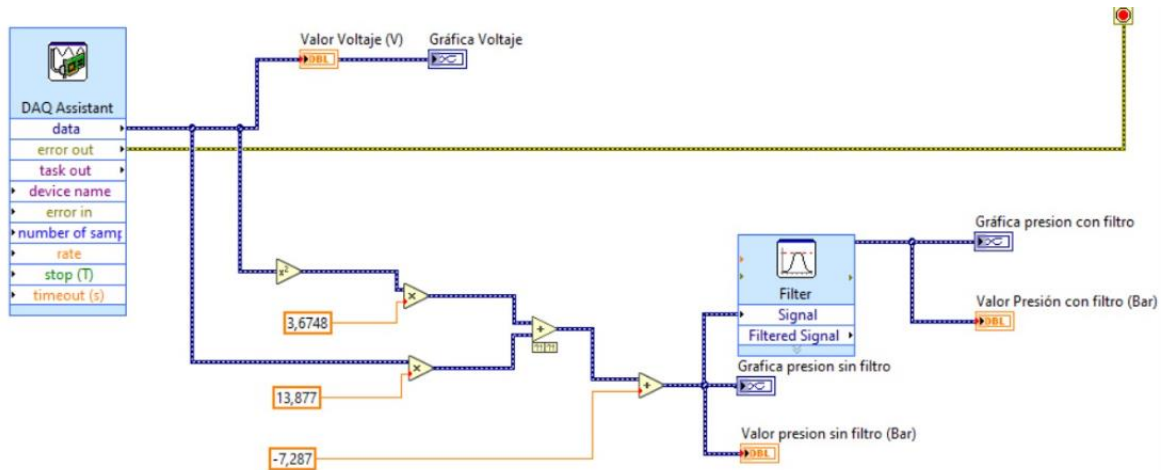 Valor Voltaje (V)
Gráfica Voltaje
DBL
DAQ Assistant
data
error out
task out
device name
error in
number of samp
rate
stop (T)
timeout (s)
x²
×
3,6748
+
?! ?!
×
13,877
+
-7,287
Filter
Signal
Filtered Signal
Gráfica presion con filtro
Valor Presión con filtro (Bar)
DBL
Grafica presion sin filtro
Valor presion sin filtro (Bar)
DBL